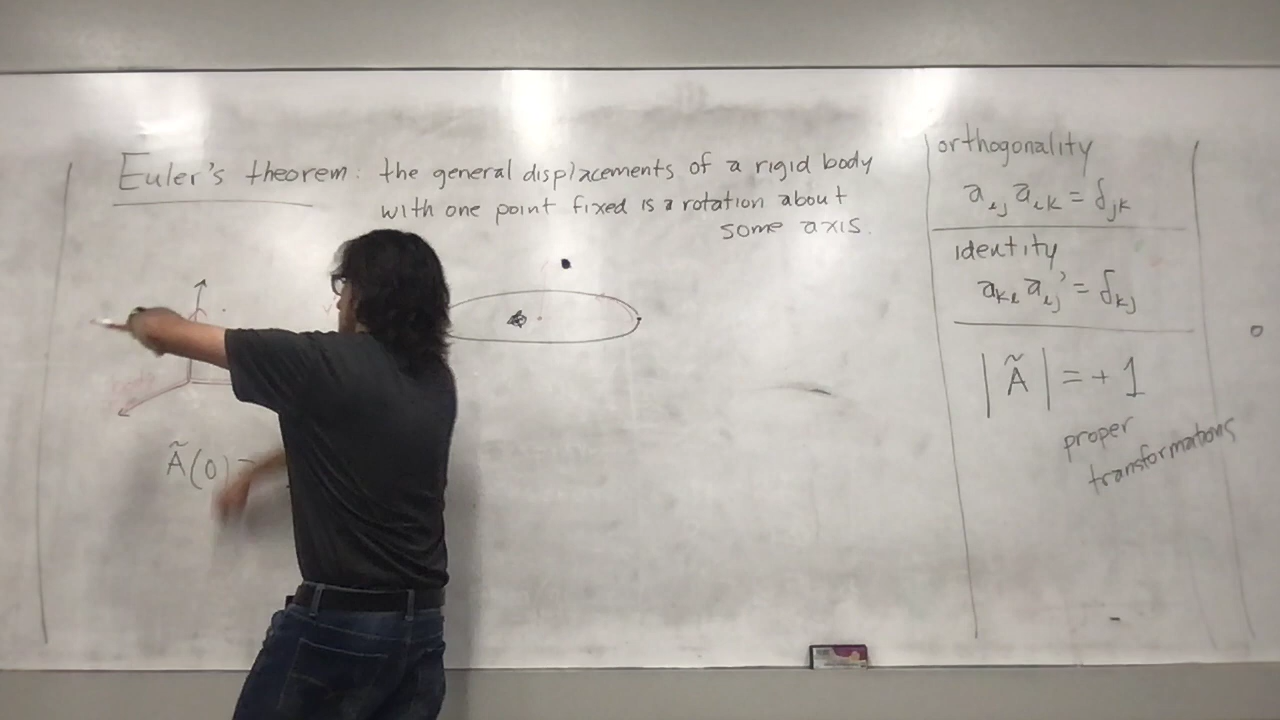 Euler's theorem: the general displacements of a rigid body
with one point fixed is a rotation about
some axis.
Ã(0) =
orthogonality
a_ij a_ik = δ_jk
identity
a_ki a_ij' = δ_kj
|Ã| = + 1
proper
transformations